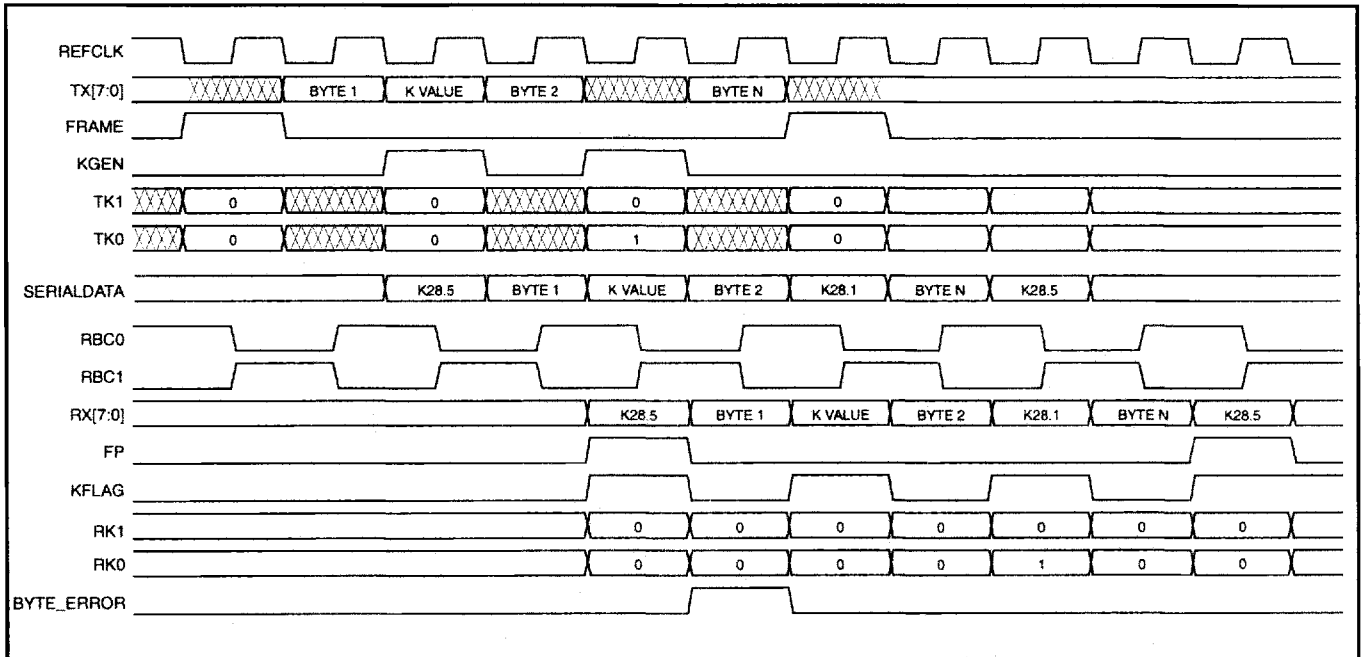 REFCLK
TX[7:0] BYTE 1 K VALUE BYTE 2 BYTE N
FRAME
KGEN
TK1 0 0 0 0
TK0 0 0 1 0
SERIALDATA K28.5 BYTE 1 K VALUE BYTE 2 K28.1 BYTE N K28.5
RBC0
RBC1
RX[7:0] K28.5 BYTE 1 K VALUE BYTE 2 K28.1 BYTE N K28.5
FP
KFLAG
RK1 0 0 0 0 0 0 0
RK0 0 0 0 0 1 0 0
BYTE_ERROR